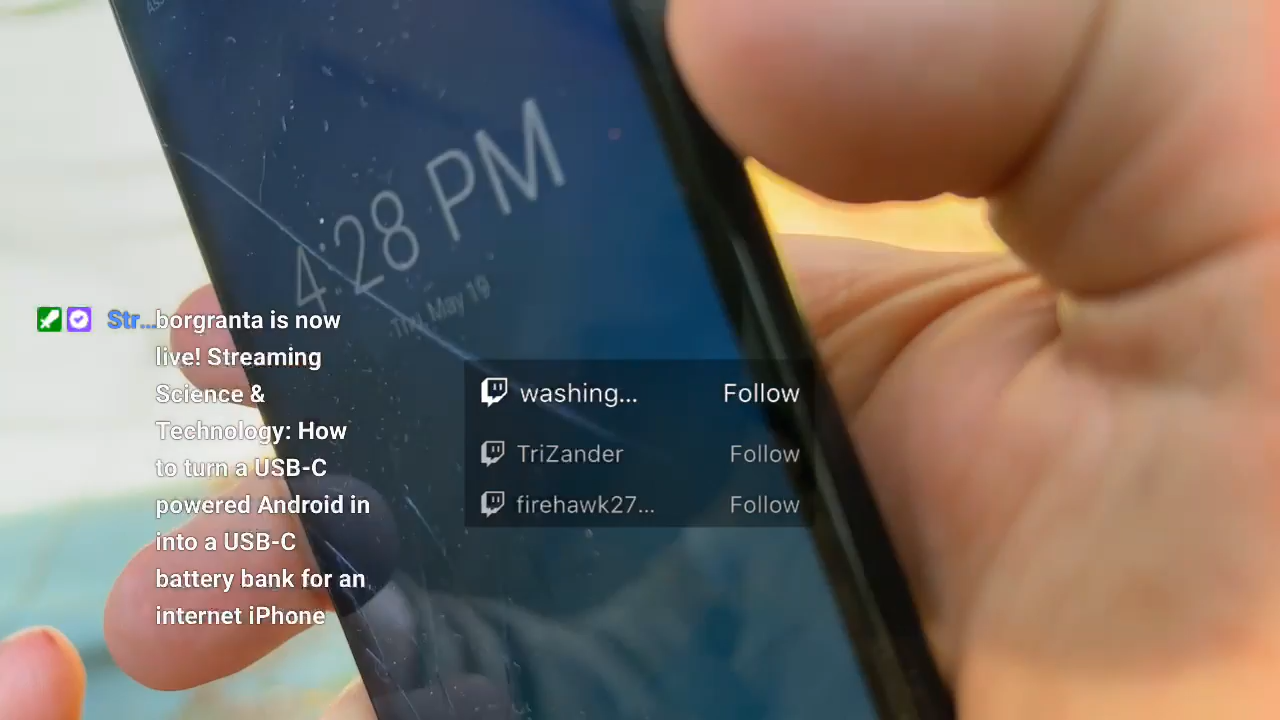 4:28 PM
Thu, May 19
Str...borgranta is now
live! Streaming
Science &
Technology: How
to turn a USB-C
powered Android in
into a USB-C
battery bank for an
internet iPhone
washing... Follow
TriZander Follow
firehawk27... Follow